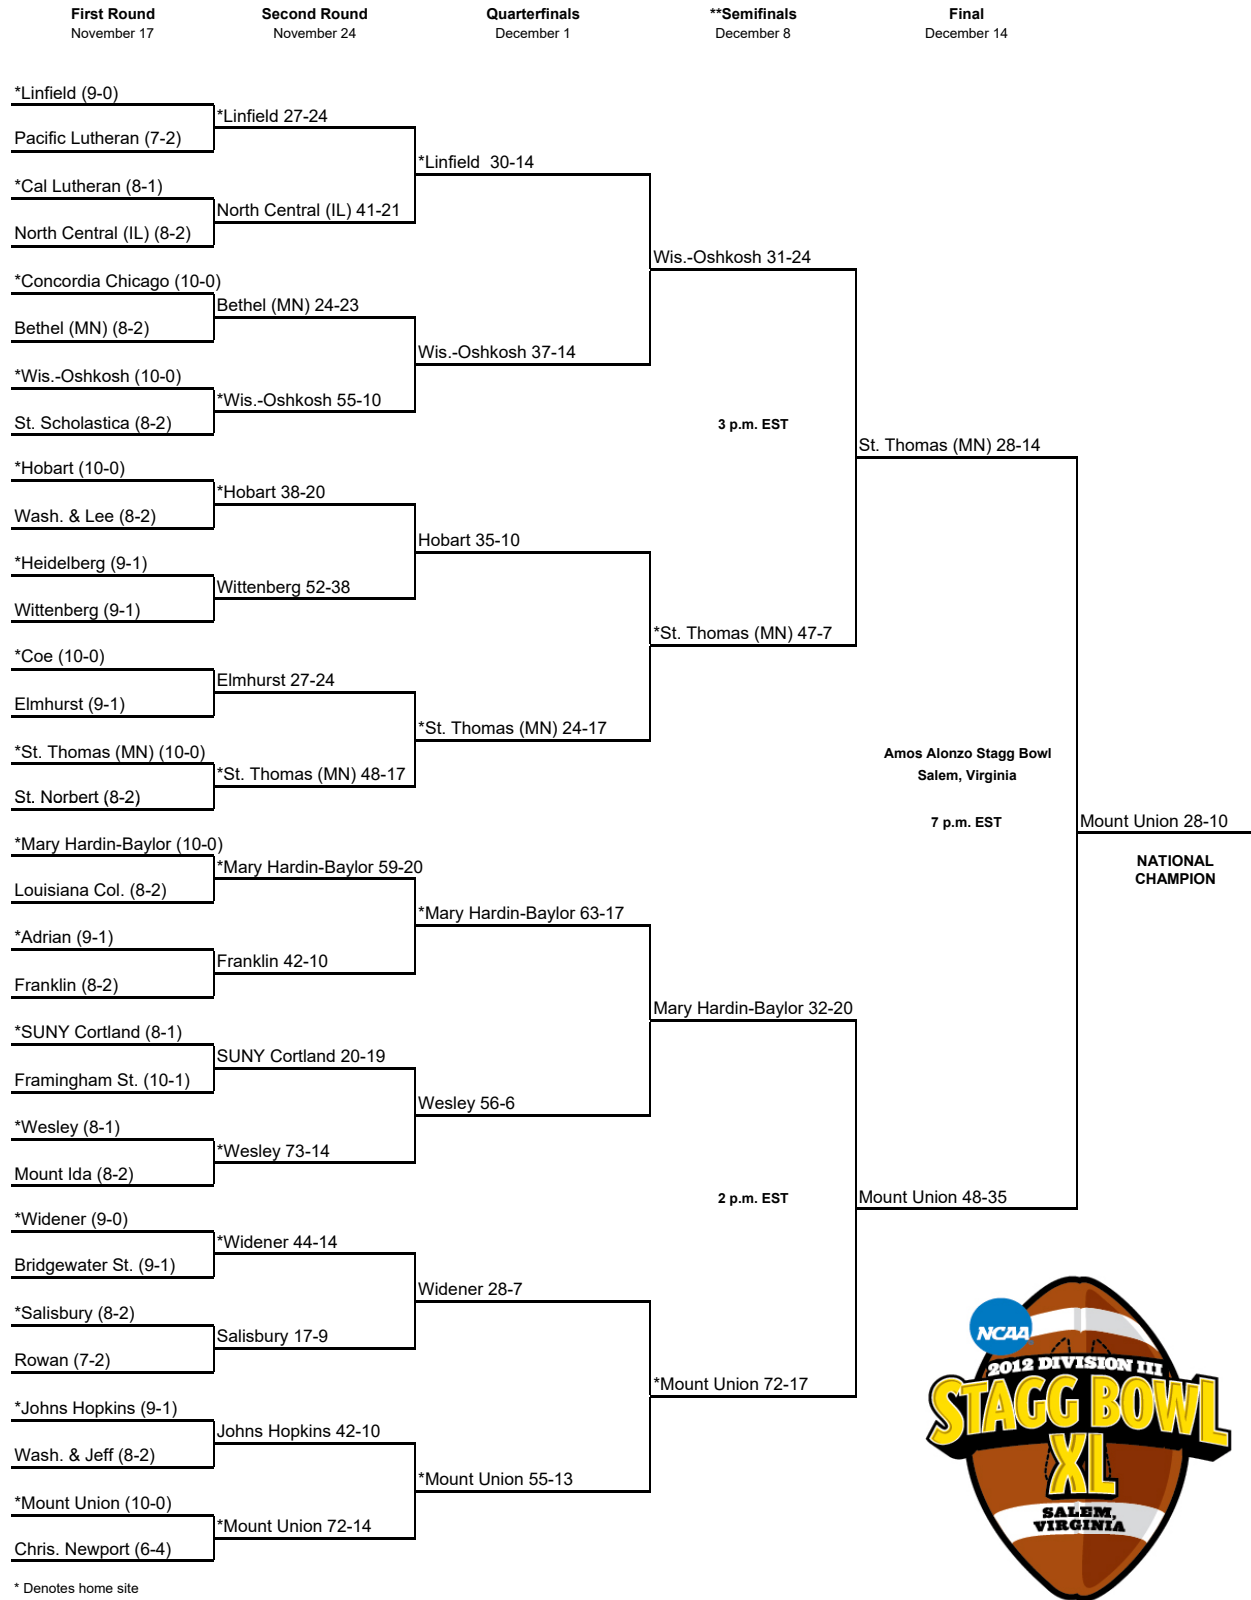 First Round
November 17
Second Round
November 24
Quarterfinals
December 1
**Semifinals
December 8
Final
December 14
*Linfield (9-0)
Pacific Lutheran (7-2)
*Cal Lutheran (8-1)
North Central (IL) (8-2)
*Concordia Chicago (10-0)
Bethel (MN) (8-2)
*Wis.-Oshkosh (10-0)
St. Scholastica (8-2)
*Hobart (10-0)
Wash. & Lee (8-2)
*Heidelberg (9-1)
Wittenberg (9-1)
*Coe (10-0)
Elmhurst (9-1)
*St. Thomas (MN) (10-0)
St. Norbert (8-2)
*Mary Hardin-Baylor (10-0)
Louisiana Col. (8-2)
*Adrian (9-1)
Franklin (8-2)
*SUNY Cortland (8-1)
Framingham St. (10-1)
*Wesley (8-1)
Mount Ida (8-2)
*Widener (9-0)
Bridgewater St. (9-1)
*Salisbury (8-2)
Rowan (7-2)
*Johns Hopkins (9-1)
Wash. & Jeff (8-2)
*Mount Union (10-0)
Chris. Newport (6-4)
* Denotes home site
*Linfield 27-24
North Central (IL) 41-21
Bethel (MN) 24-23
*Wis.-Oshkosh 55-10
*Hobart 38-20
Wittenberg 52-38
Elmhurst 27-24
*St. Thomas (MN) 48-17
*Mary Hardin-Baylor 59-20
Franklin 42-10
SUNY Cortland 20-19
*Wesley 73-14
*Widener 44-14
Salisbury 17-9
Johns Hopkins 42-10
*Mount Union 72-14
*Linfield 30-14
Wis.-Oshkosh 37-14
Hobart 35-10
*St. Thomas (MN) 24-17
*Mary Hardin-Baylor 63-17
Wesley 56-6
Widener 28-7
*Mount Union 55-13
Wis.-Oshkosh 31-24
3 p.m. EST
*St. Thomas (MN) 47-7
Mary Hardin-Baylor 32-20
2 p.m. EST
*Mount Union 72-17
St. Thomas (MN) 28-14
Amos Alonzo Stagg Bowl
Salem, Virginia
7 p.m. EST
Mount Union 48-35
Mount Union 28-10
NATIONAL
CHAMPION
NCAA
2012 DIVISION III
STAGG BOWL
XL
SALEM,
VIRGINIA